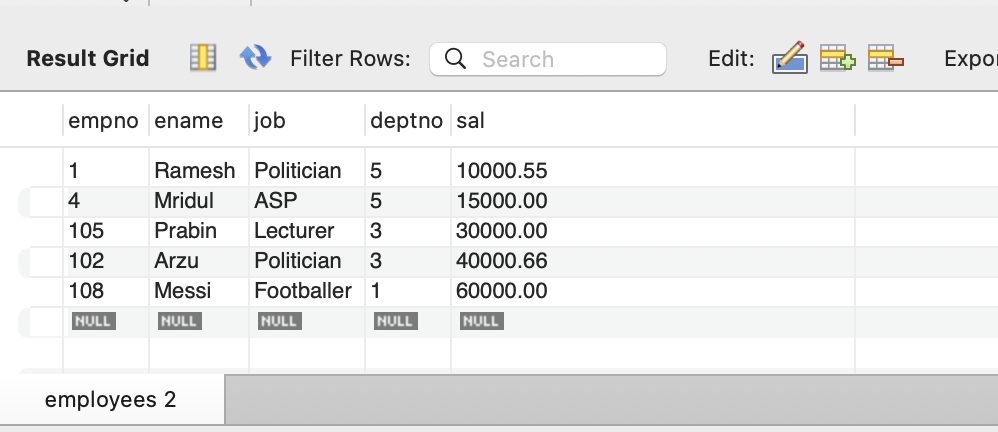 Result Grid Filter Rows: Search Edit: Expor
empno ename job deptno sal
1 Ramesh Politician 5 10000.55
4 Mridul ASP 5 15000.00
105 Prabin Lecturer 3 30000.00
102 Arzu Politician 3 40000.66
108 Messi Footballer 1 60000.00
NULL NULL NULL NULL NULL
employees 2